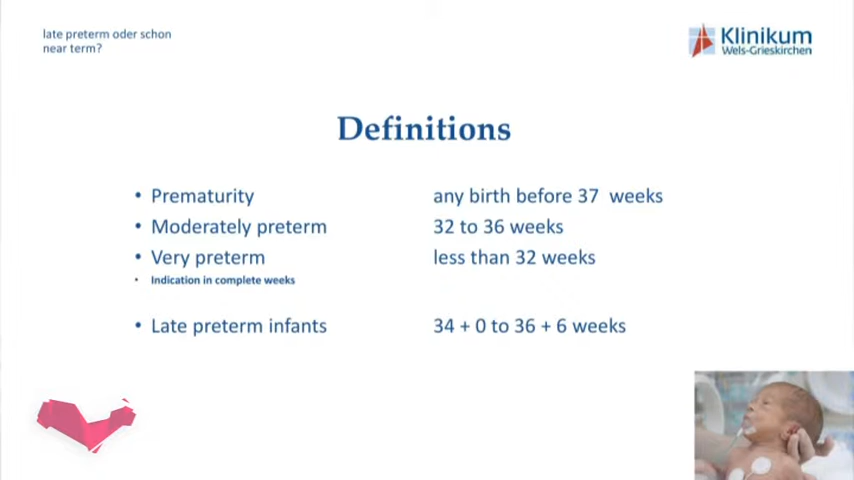 late preterm oder schon
near term?
Klinikum
Wels-Grieskirchen
Definitions
• Prematurity any birth before 37 weeks
• Moderately preterm 32 to 36 weeks
• Very preterm less than 32 weeks
• Indication in complete weeks
• Late preterm infants 34 + 0 to 36 + 6 weeks